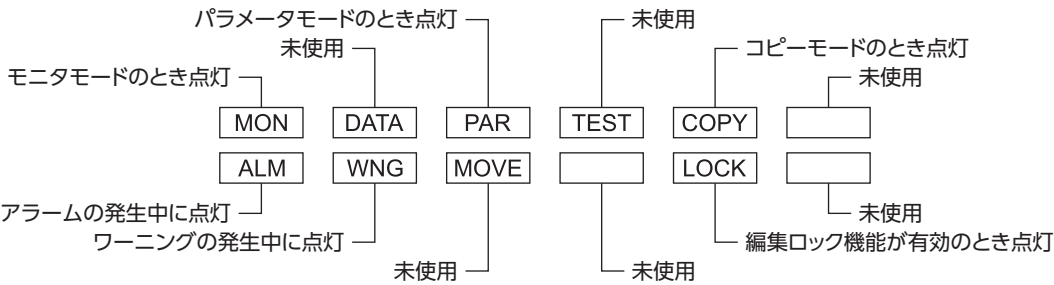 パラメータモードのとき点灯
未使用
未使用
コピーモードのとき点灯
モニタモードのとき点灯
未使用
MON DATA PAR TEST COPY
ALM WNG MOVE LOCK
アラームの発生中に点灯
未使用
ワーニングの発生中に点灯
編集ロック機能が有効のとき点灯
未使用
未使用